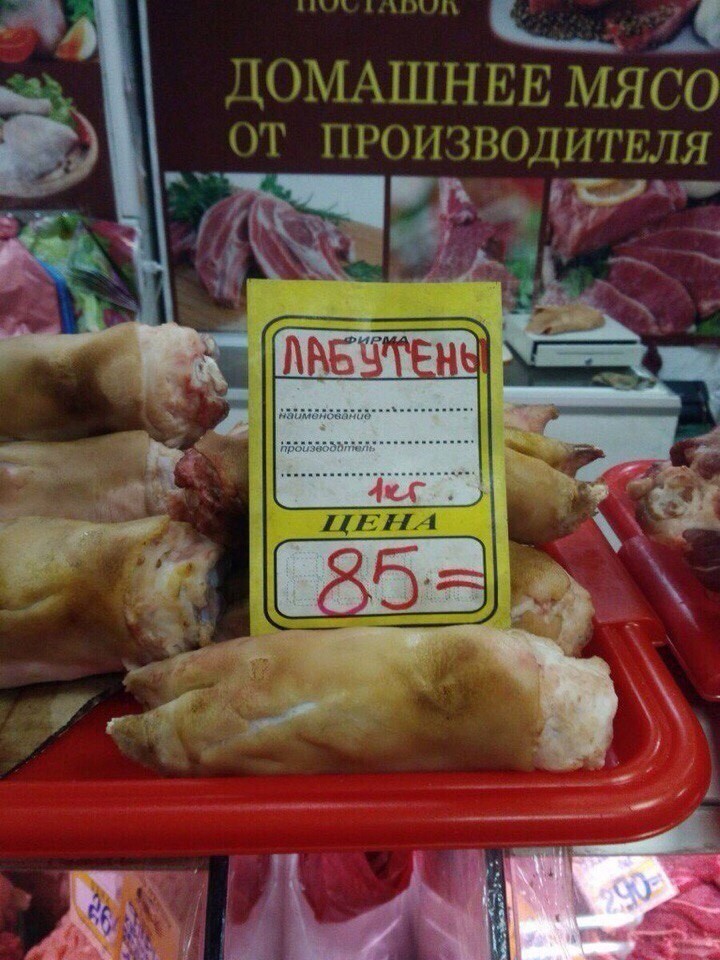 ПОСТАВОК
ДОМАШНЕЕ МЯСО
ОТ ПРОИЗВОДИТЕЛЯ
ФИРМА
ЛАБУТЕНЫ
наименование
производитель
1кг
ЦЕНА
85=
290=